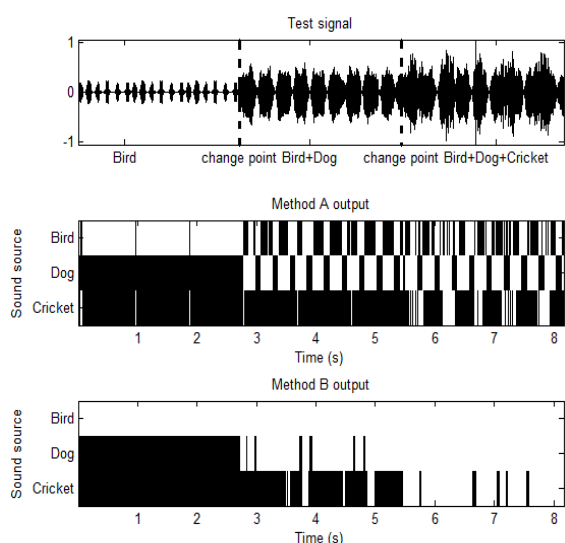 Test signal
1
0
-1
Bird change point Bird+Dog change point Bird+Dog+Cricket
Method A output
Sound source
Bird
Dog
Cricket
1 2 3 4 5 6 7 8
Time (s)
Method B output
Sound source
Bird
Dog
Cricket
1 2 3 4 5 6 7 8
Time (s)